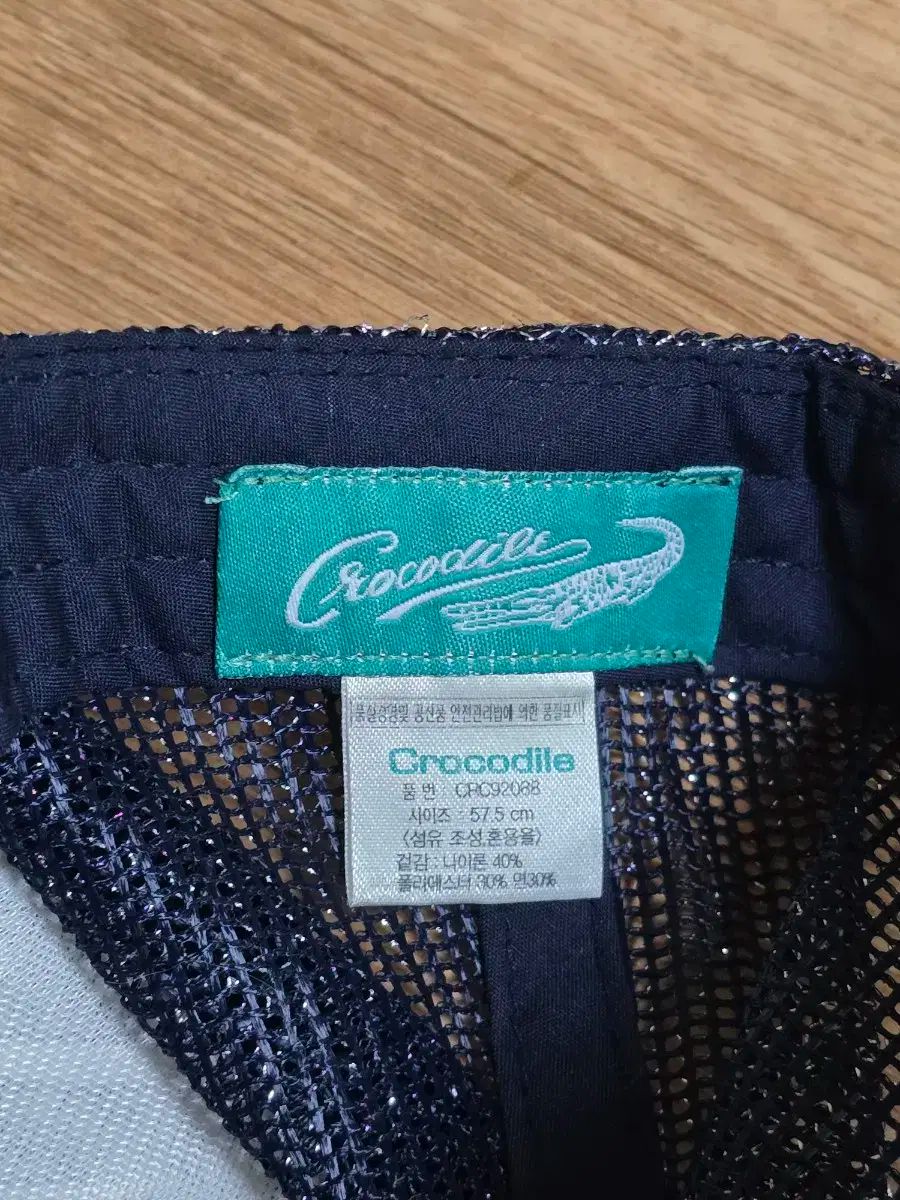 Crocodile
품질경영및 공산품 안전관리법에 의한 품질표시
Crocodile
품 번 CRC92088
사이즈 : 57.5 cm
(섬유 조성,혼용율)
겉감 : 나이론 40%
폴리에스터 30% 면30%